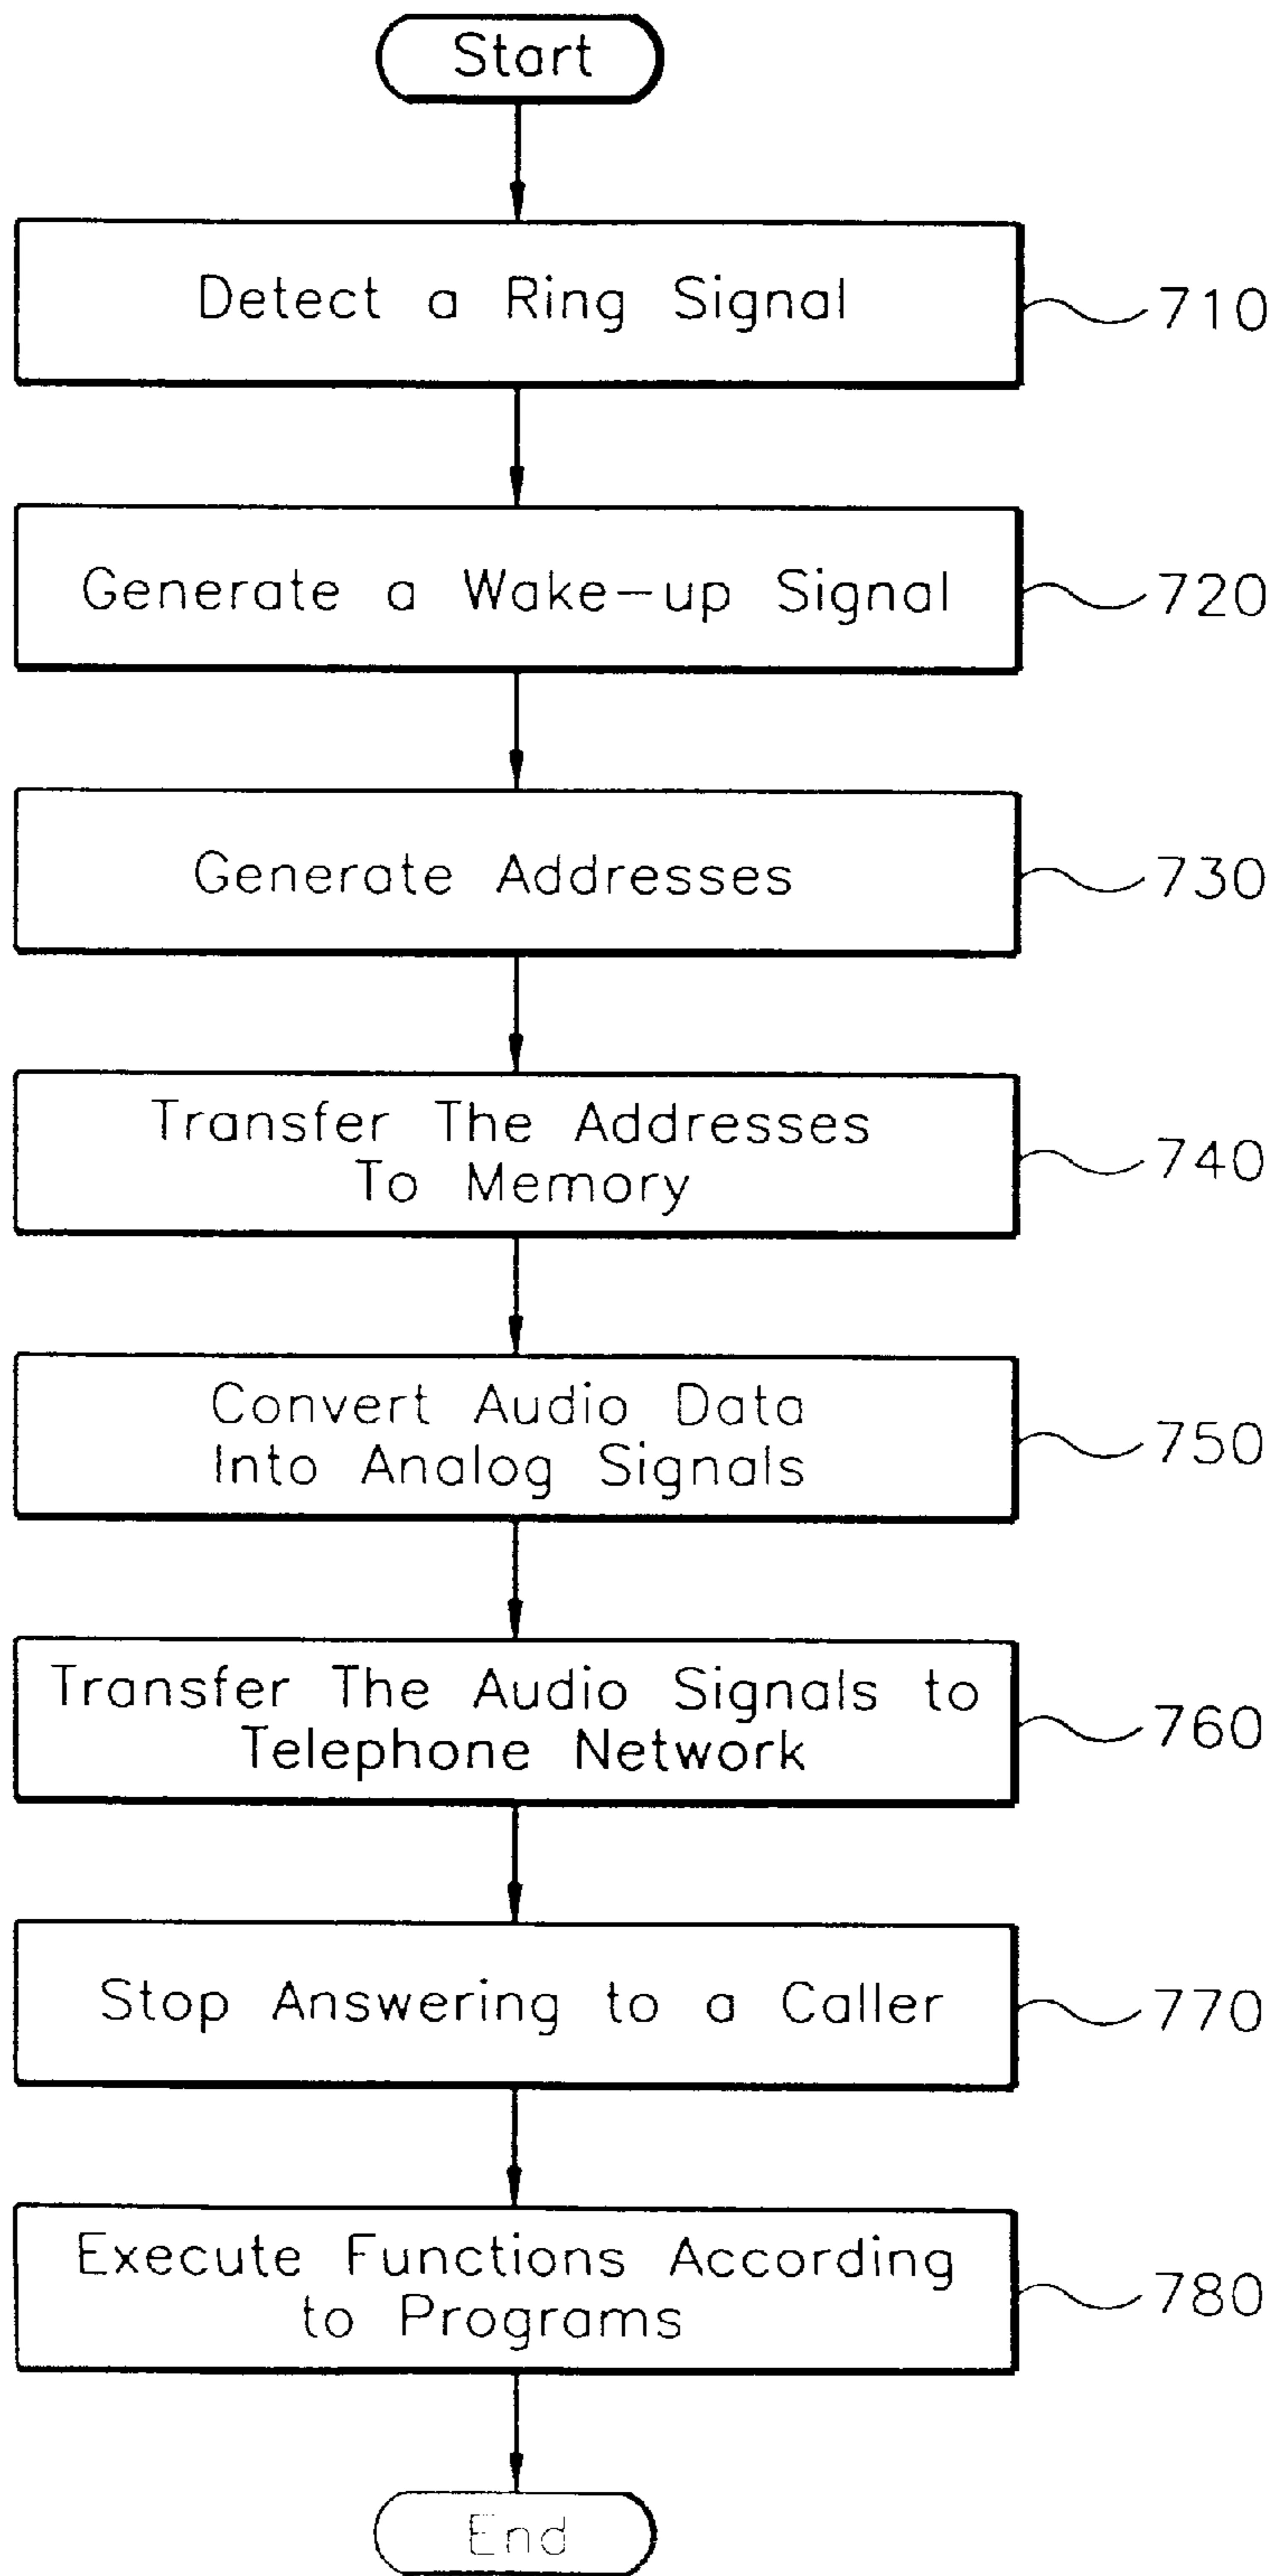 Start
Detect a Ring Signal
710
Generate a Wake-up Signal
720
Generate Addresses
730
Transfer The Addresses
To Memory
740
Convert Audio Data
Into Analog Signals
750
Transfer The Audio Signals to
Telephone Network
760
Stop Answering to a Caller
770
Execute Functions According
to Programs
780
End